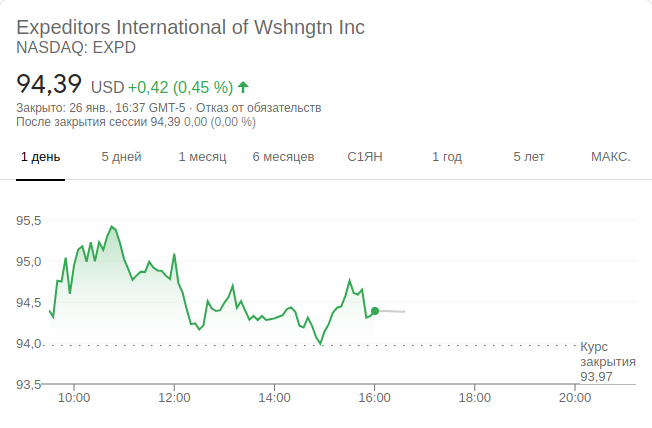 Expeditors International of Wshngtn Inc
NASDAQ: EXPD
94,39 USD +0,42 (0,45 %)
Закрыто: 26 янв., 16:37 GMT-5 · Отказ от обязательств
После закрытия сессии 94,39 0,00 (0,00 %)
1 день 5 дней 1 месяц 6 месяцев С1ЯН 1 год 5 лет МАКС.
95,5
95,0
94,5
94,0
93,5
Курс
закрытия
93,97
10:00 12:00 14:00 16:00 18:00 20:00